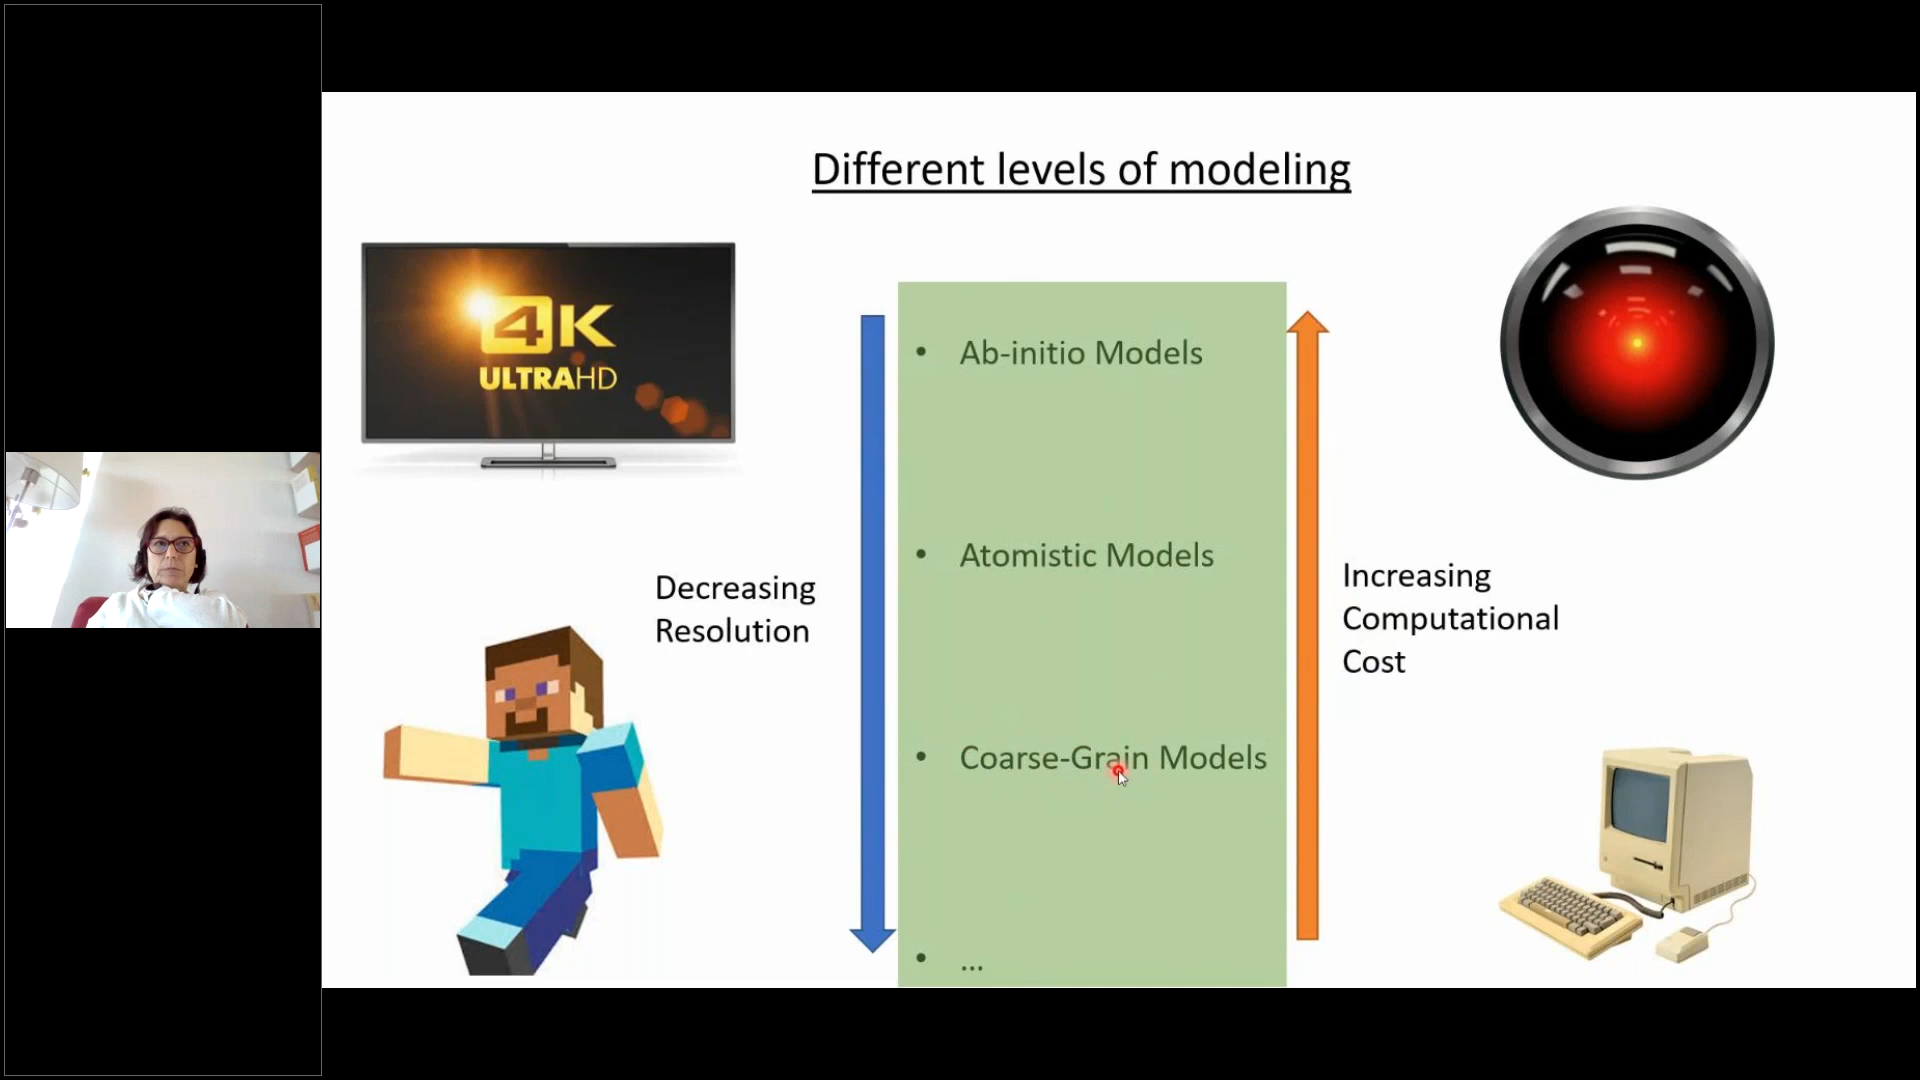 Different levels of modeling
4K
ULTRAHD
• Ab-initio Models
• Atomistic Models
Decreasing
Resolution
Increasing
Computational
Cost
• Coarse-Grain Models
• ...